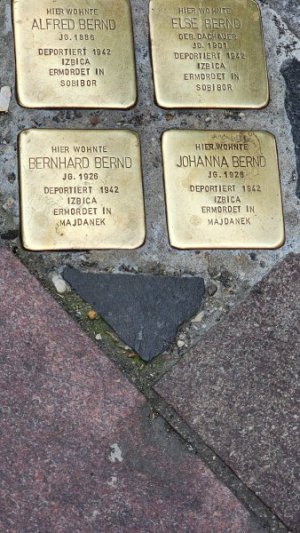 HIER WOHNTE
ALFRED BERND
JG. 1886
DEPORTIERT 1942
IZBICA
ERMORDET IN
SOBIBOR
HIER WOHNTE
ELSE BERND
GEB. DACHAUER
JG. 1901
DEPORTIERT 1942
IZBICA
ERMORDET IN
SOBIBOR
HIER WOHNTE
BERNHARD BERND
JG. 1926
DEPORTIERT 1942
IZBICA
ERMORDET IN
MAJDANEK
HIER WOHNTE
JOHANNA BERND
JG. 1928
DEPORTIERT 1942
IZBICA
ERMORDET IN
MAJDANEK